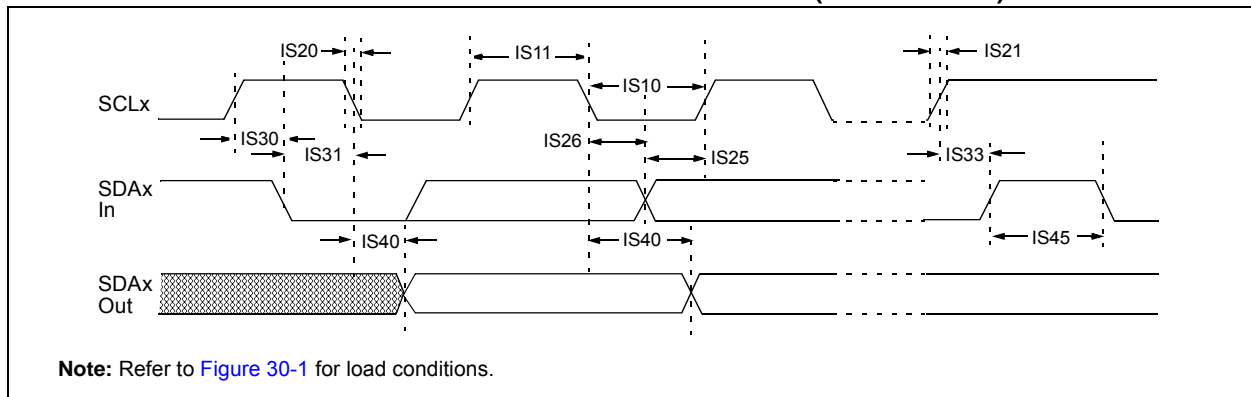 IS20
IS11
IS21
IS10
SCLx
IS30
IS26
IS31
IS25
IS33
SDAx
In
IS40
IS40
IS45
SDAx
Out
Note: Refer to Figure 30-1 for load conditions.